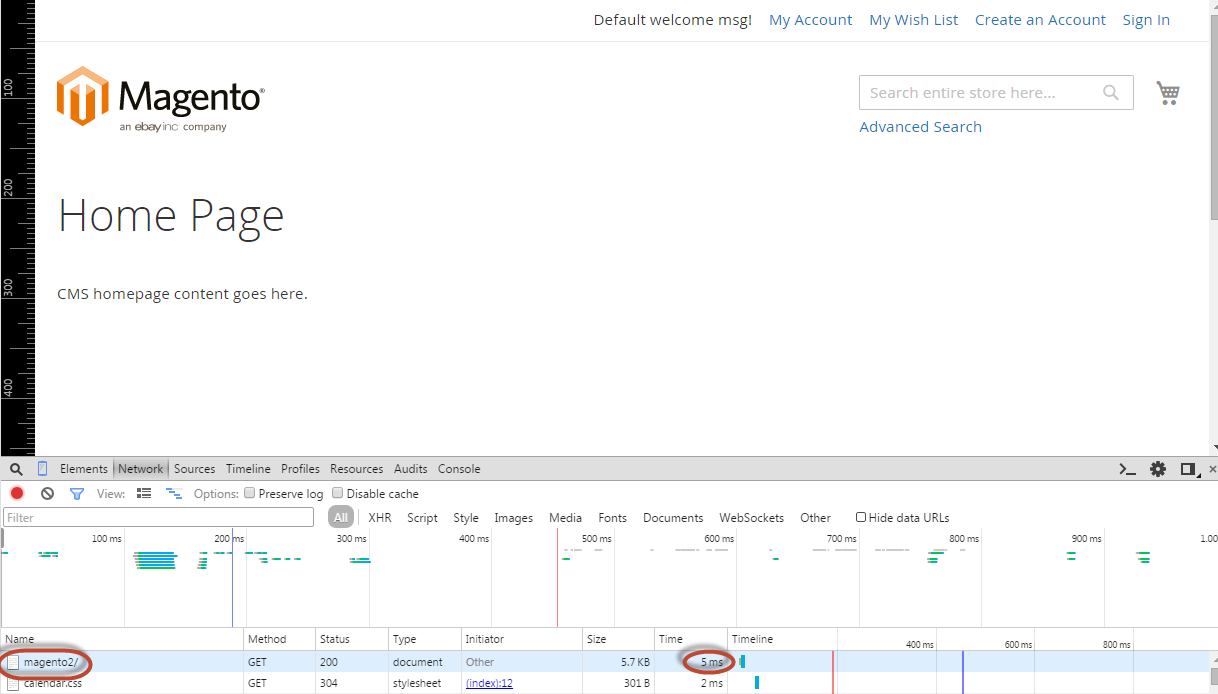 Default welcome msg! My Account My Wish List Create an Account Sign In
100
Magento®
an ebay inc company
Search entire store here...
Advanced Search
200
Home Page
300
CMS homepage content goes here.
400
Elements Network Sources Timeline Profiles Resources Audits Console
View: Options: Preserve log Disable cache
Filter All XHR Script Style Images Media Fonts Documents WebSockets Other Hide data URLs
100 ms 200 ms 300 ms 400 ms 500 ms 600 ms 700 ms 800 ms 900 ms 1.00
Name Method Status Type Initiator Size Time Timeline 400 ms 600 ms 800 ms
magento2/ GET 200 document Other 5.7 KB 5 ms
calendar.css GET 304 stylesheet (index):12 301 B 2 ms